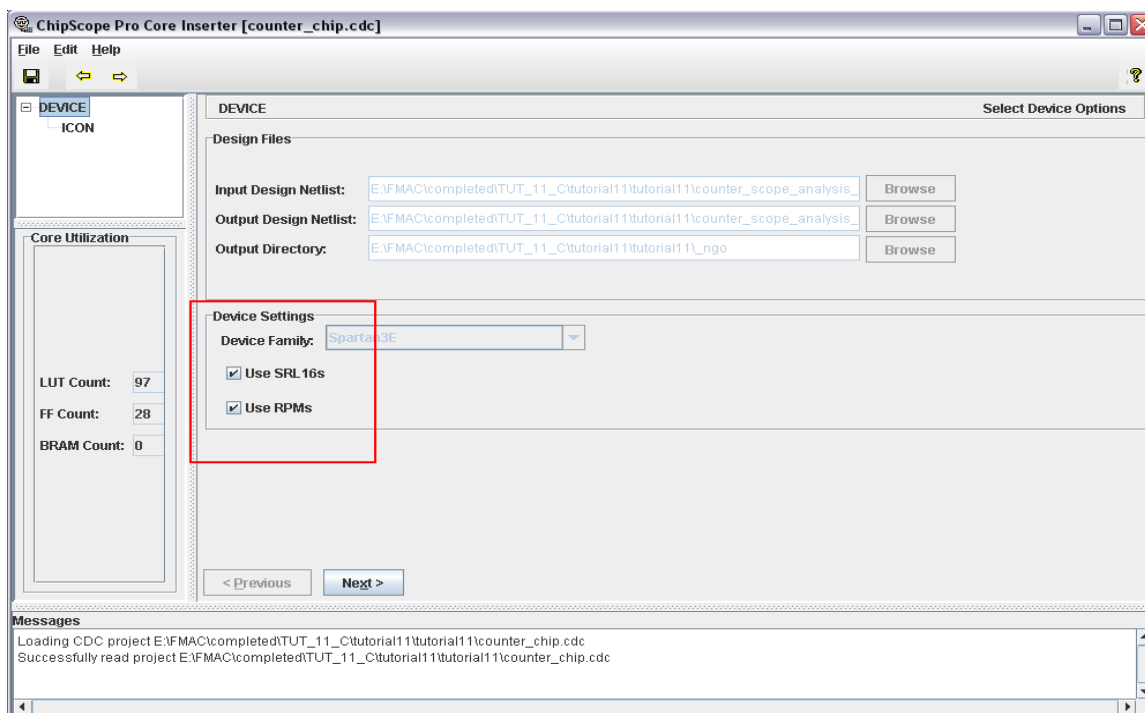 ChipScope Pro Core Inserter [counter_chip.cdc]
File Edit Help
DEVICE
ICON
DEVICE Select Device Options
Design Files
Input Design Netlist: E:\FMAC\completed\TUT_11_C\tutorial11\tutorial11\counter_scope_analysis_ Browse
Output Design Netlist: E:\FMAC\completed\TUT_11_C\tutorial11\tutorial11\counter_scope_analysis_ Browse
Output Directory: E:\FMAC\completed\TUT_11_C\tutorial11\tutorial11\_ngo Browse
Core Utilization
LUT Count: 97
FF Count: 28
BRAM Count: 0
Device Settings
Device Family: Spartan3E
Use SRL16s
Use RPMs
< Previous Next >
Messages
Loading CDC project E:\FMAC\completed\TUT_11_C\tutorial11\tutorial11\counter_chip.cdc
Successfully read project E:\FMAC\completed\TUT_11_C\tutorial11\tutorial11\counter_chip.cdc